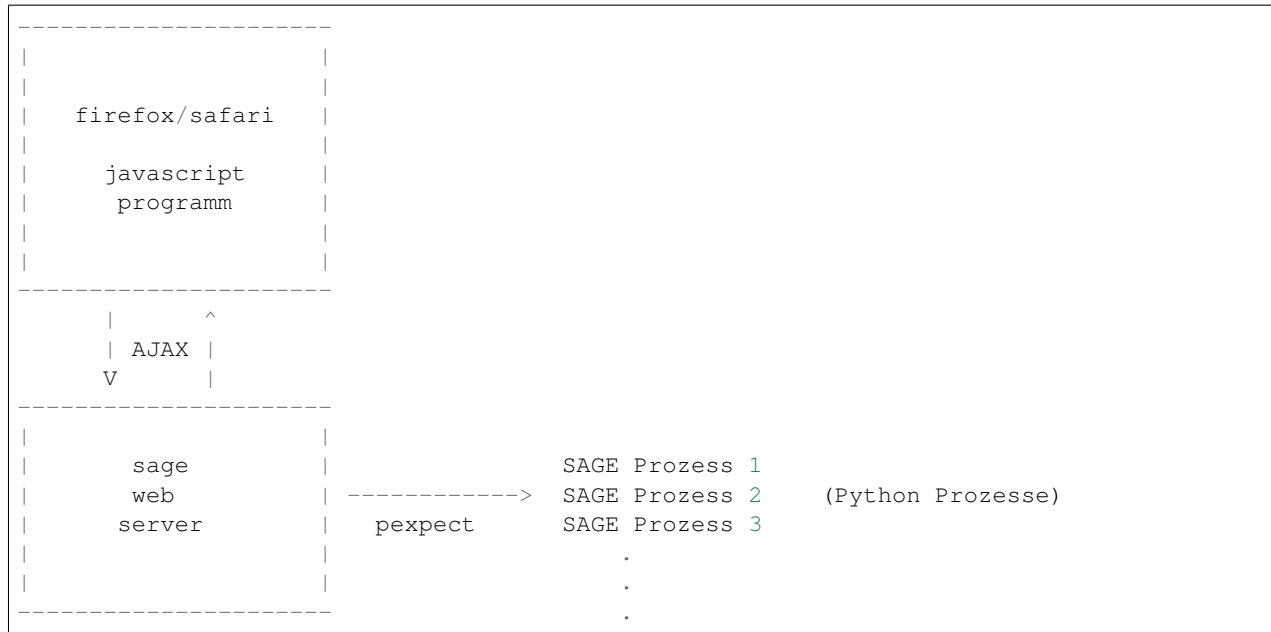 ----------------------
|                    |
|                    |
|   firefox/safari   |
|                    |
|     javascript     |
|      programm      |
|                    |
|                    |
----------------------
      |      ^
      | AJAX |
      V      |
----------------------
|                    |
|       sage         |                SAGE Prozess 1
|       web          | ------------>  SAGE Prozess 2    (Python Prozesse)
|      server        |   pexpect      SAGE Prozess 3
|                    |                    .
|                    |                    .
----------------------                    .